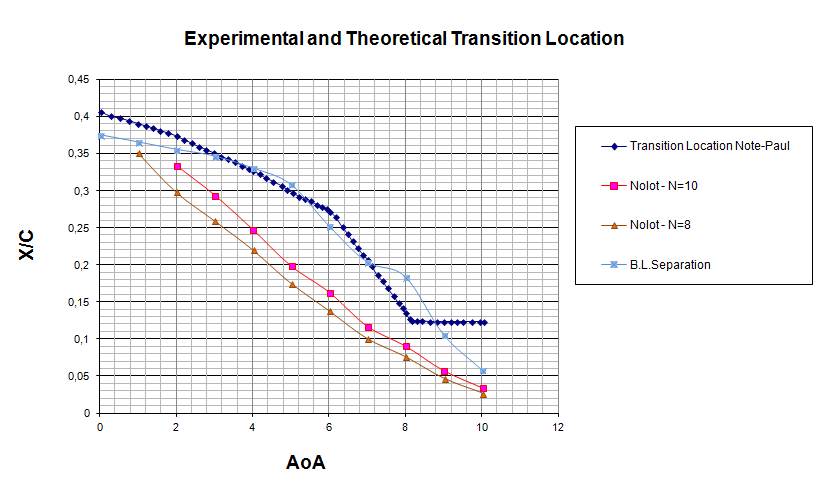 Experimental and Theoretical Transition Location
0,45
0,4
0,35
0,3
0,25
0,2
0,15
0,1
0,05
0
X/C
0 2 4 6 8 10 12
AoA
Transition Location Note-Paul
Nolot - N=10
Nolot - N=8
B.L.Separation